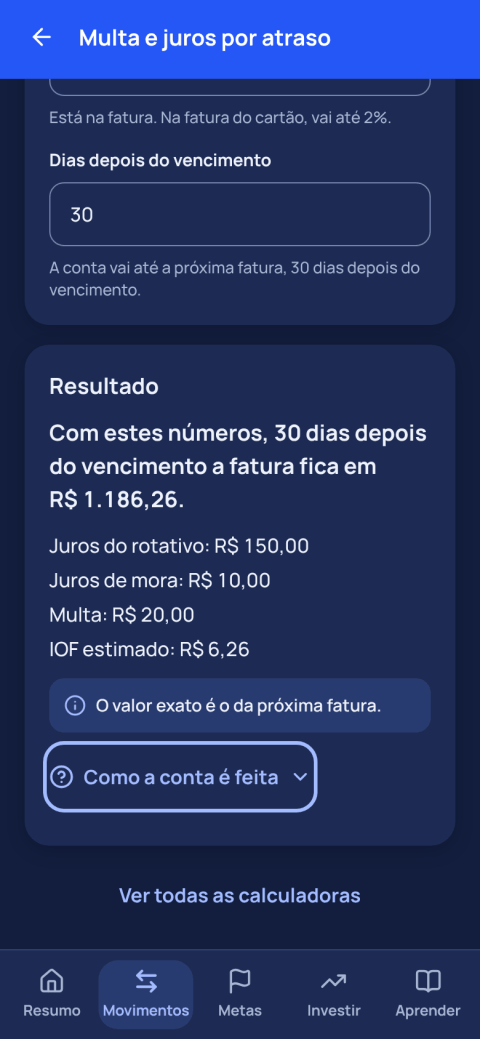 Multa e juros por atraso
Está na fatura. Na fatura do cartão, vai até 2%.
Dias depois do vencimento
30
A conta vai até a próxima fatura, 30 dias depois do
vencimento.
Resultado
Com estes números, 30 dias depois
do vencimento a fatura fica em
R$ 1.186,26.
Juros do rotativo: R$ 150,00
Juros de mora: R$ 10,00
Multa: R$ 20,00
IOF estimado: R$ 6,26
O valor exato é o da próxima fatura.
Como a conta é feita
Ver todas as calculadoras
Resumo
Movimentos
Metas
Investir
Aprender